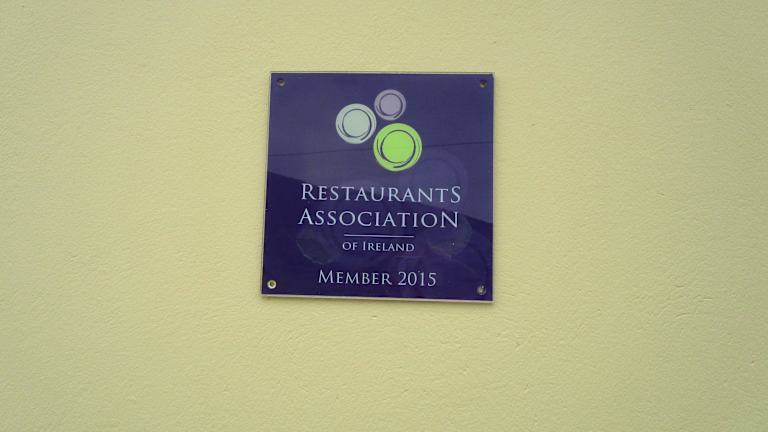 RESTAURANTS
ASSOCIATION
OF IRELAND
MEMBER 2015